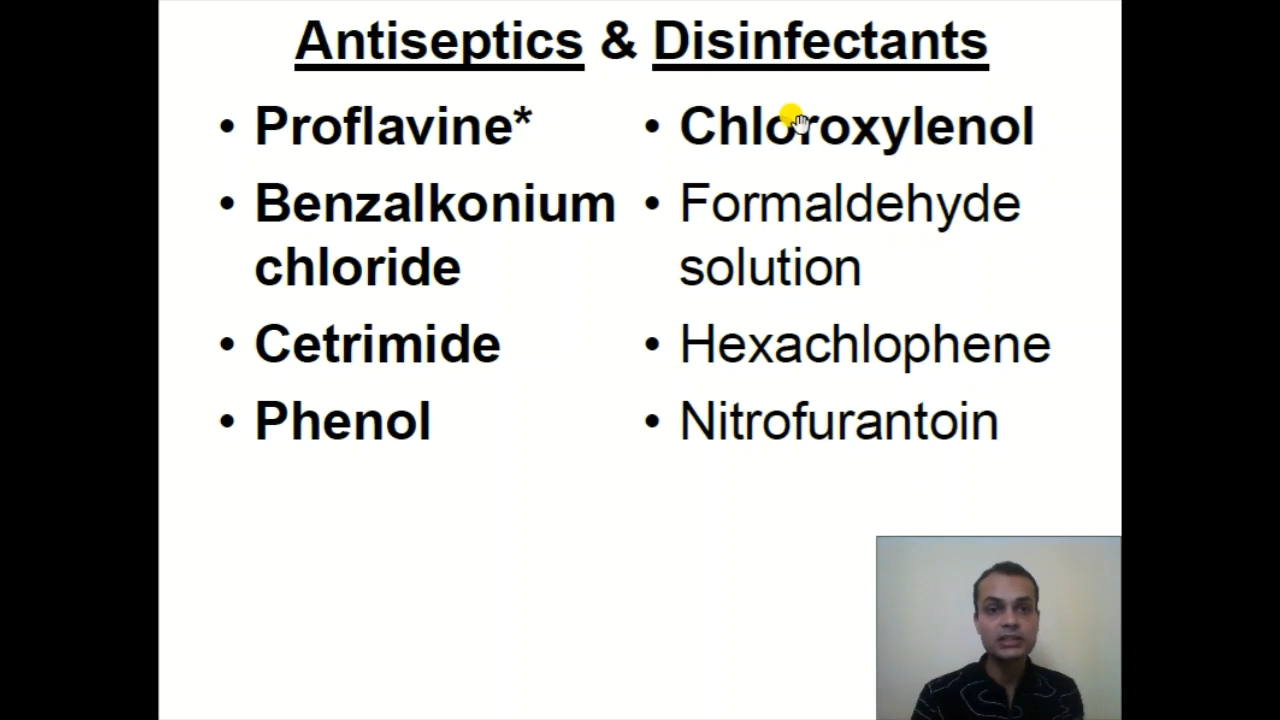 Antiseptics & Disinfectants
• Proflavine*
• Benzalkonium
chloride
• Cetrimide
• Phenol
• Chloroxylenol
• Formaldehyde
solution
• Hexachlophene
• Nitrofurantoin